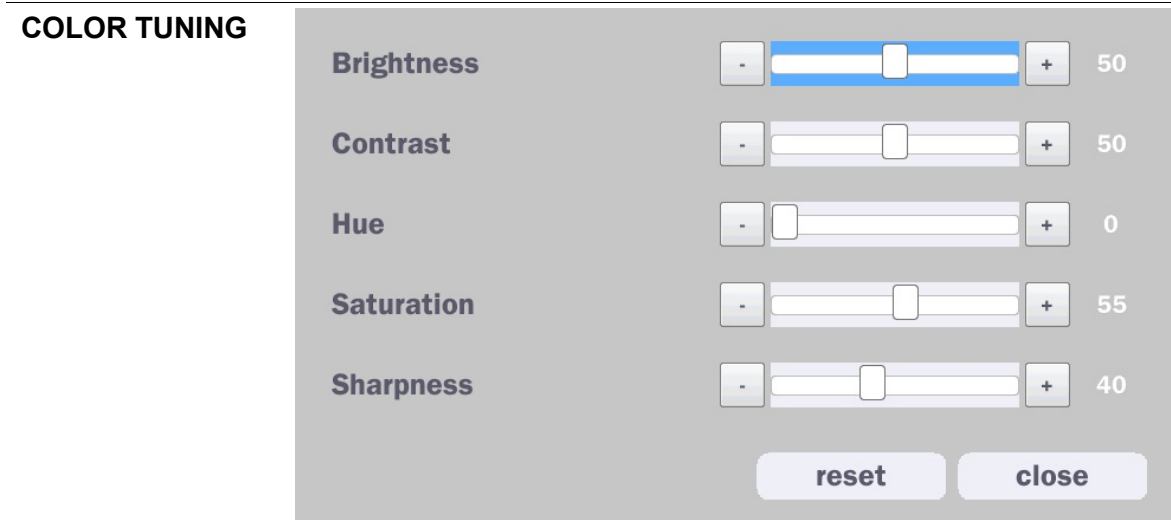 COLOR TUNING
Brightness - + 50
Contrast - + 50
Hue - + 0
Saturation - + 55
Sharpness - + 40
reset close